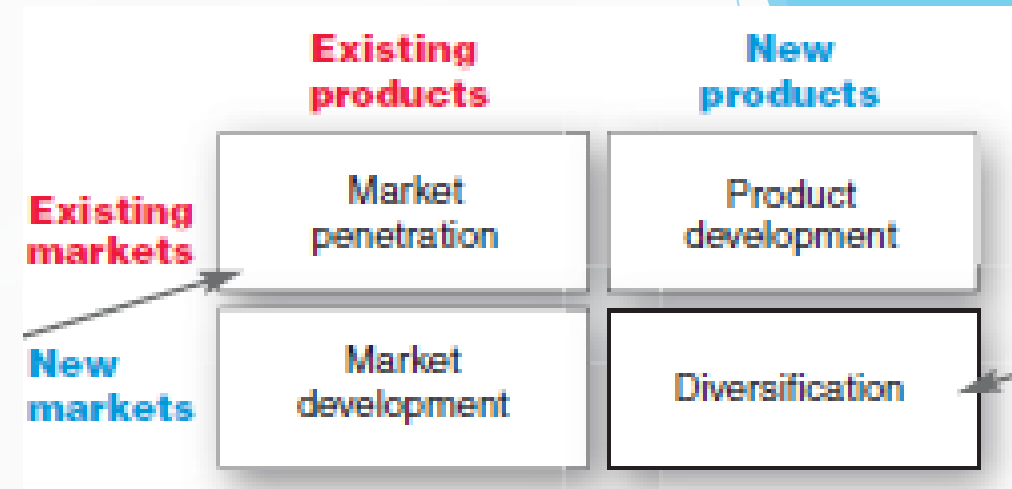 Existing
products
New
products
Existing
markets
Market
penetration
Product
development
New
markets
Market
development
Diversification